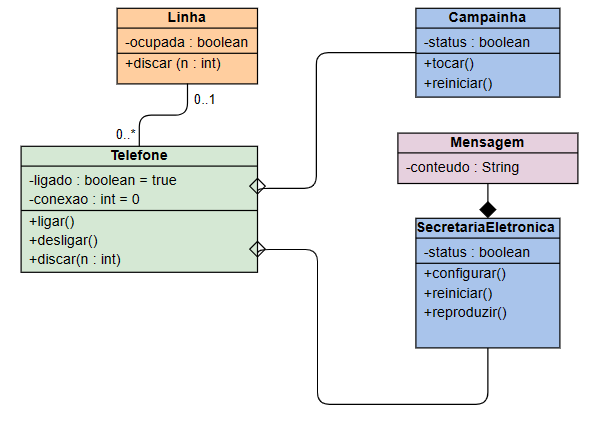 Linha
-ocupada : boolean
+discar (n : int)
0..1
0..*
Telefone
-ligado : boolean = true
-conexao : int = 0
+ligar()
+desligar()
+discar(n : int)
Campainha
-status : boolean
+tocar()
+reiniciar()
Mensagem
-conteudo : String
SecretariaEletronica
-status : boolean
+configurar()
+reiniciar()
+reproduzir()